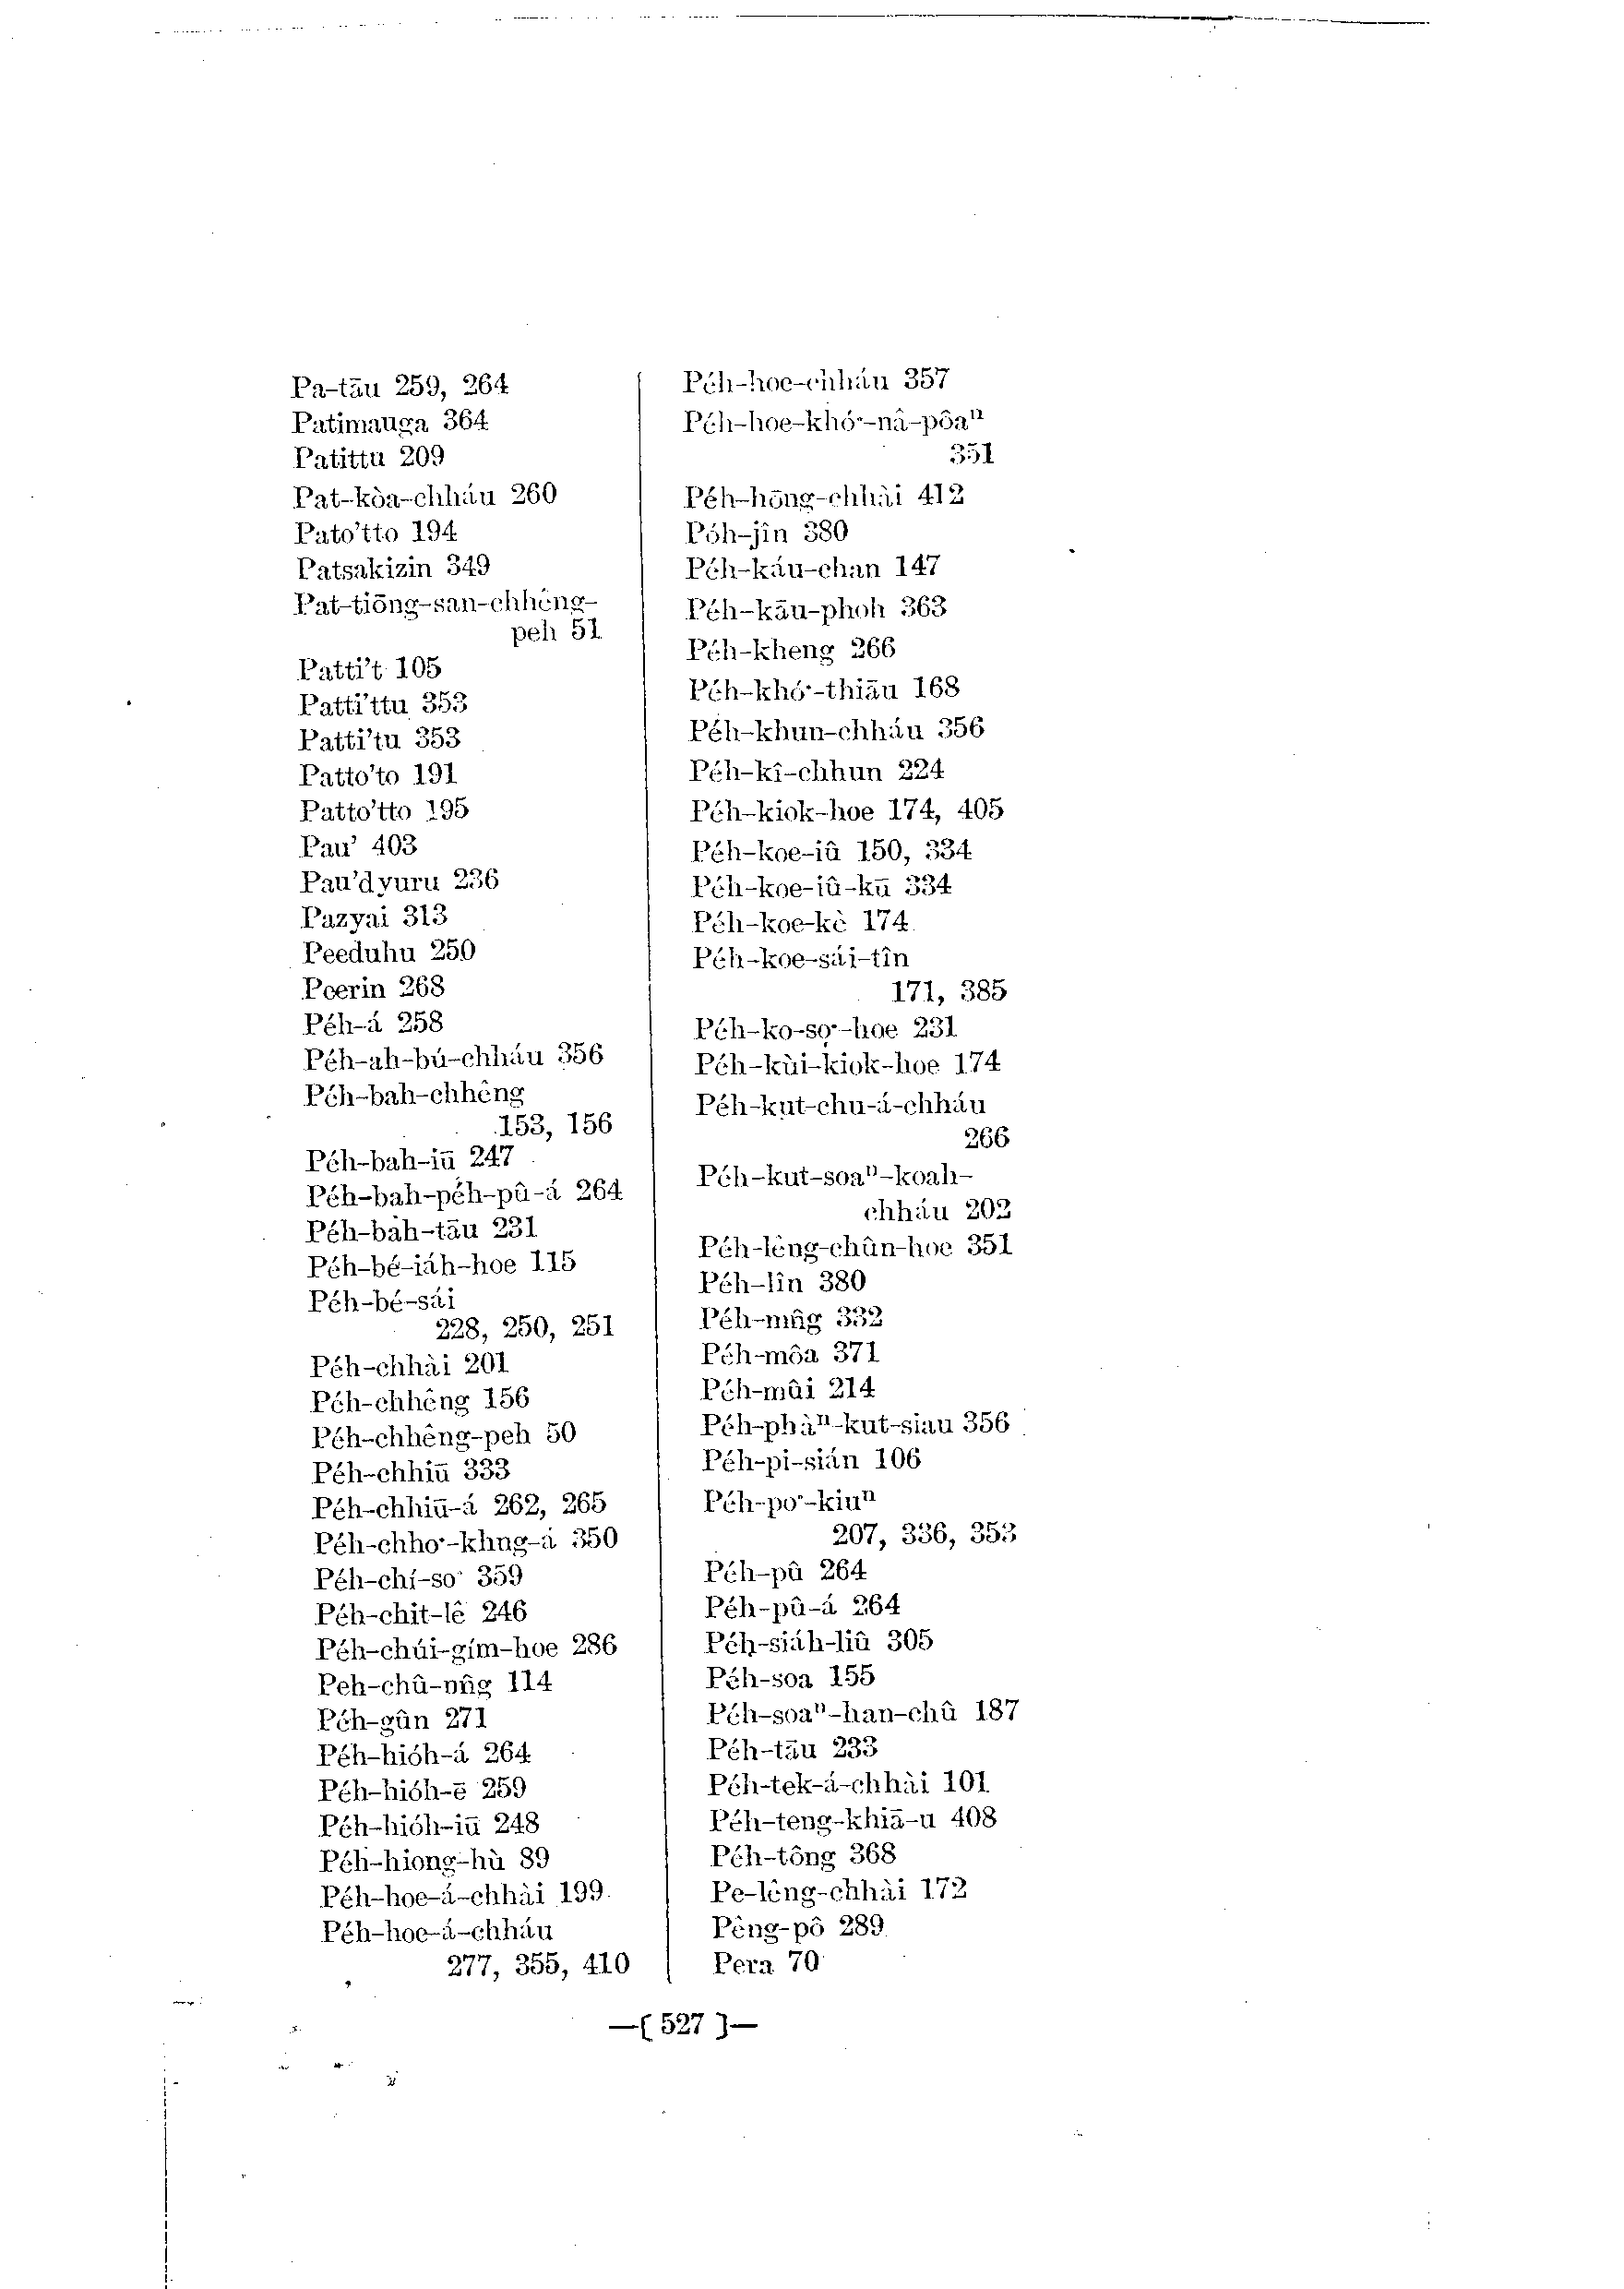 Pa-tāu 259, 264
Patimauga 364
Patittu 209
Pat-kòa-chháu 260
Pato'tto 194
Patsakizin 349
Pat-tiōng-san-chhêng-
peh 51
Patti't 105
Patti'ttu 353
Patti'tu 353
Patto'to 191
Patto'tto 195
Pau' 403
Pau'dyuru 236
Pazyai 313
Peeduhu 250
Peerin 268
Péh-á 258
Péh-ah-bú-chháu 356
Péh-bah-chhêng
153, 156
Péh-bah-iū 247
Péh-bah-péh-pû-á 264
Péh-bàh-tāu 231
Péh-bé-iáh-hoe 115
Péh-bé-sái
228, 250, 251
Péh-chhài 201
Péh-chhêng 156
Péh-chhêng-peh 50
Péh-chhiū 333
Péh-chhiū-á 262, 265
Péh-chho·-khng-á 350
Péh-chí-so· 359
Péh-chit-lê 246
Péh-chúi-gím-hoe 286
Peh-chû-nn̂g 114
Péh-gûn 271
Péh-hióh-á 264
Péh-hióh-ē 259
Péh-hióh-iū 248
Péh-hiong-hù 89
Péh-hoe-á-chhài 199
Péh-hoe-á-chháu
277, 355, 410
Péh-hoe-chháu 357
Péh-hoe-khó·-nâ-pôaⁿ
351
Péh-hōng-chhài 412
Póh-jîn 380
Péh-káu-chan 147
Péh-kāu-phoh 363
Péh-kheng 266
Péh-khó·-thiāu 168
Péh-khun-chháu 356
Péh-kî-chhun 224
Péh-kiok-hoe 174, 405
Péh-koe-iû 150, 334
Péh-koe-iû-kū 334
Péh-koe-kè 174
Péh-koe-sái-tîn
171, 385
Péh-ko-so·-hoe 231
Péh-kùi-kiok-hoe 174
Péh-kut-chu-á-chháu
266
Péh-kut-soaⁿ-koah-
chháu 202
Péh-lêng-chûn-hoe 351
Péh-lîn 380
Péh-mn̂g 332
Péh-môa 371
Péh-mûi 214
Péh-phàⁿ-kut-siau 356
Péh-pi-sián 106
Péh-po·-kiuⁿ
207, 336, 353
Péh-pû 264
Péh-pû-á 264
Péh-siáh-liû 305
Péh-soa 155
Péh-soaⁿ-han-chû 187
Péh-tāu 233
Péh-tek-á-chhài 101
Péh-teng-khiā-u 408
Péh-tông 368
Pe-lêng-chhài 172
Pêng-pô 289
Pera 70
—[ 527 ]—